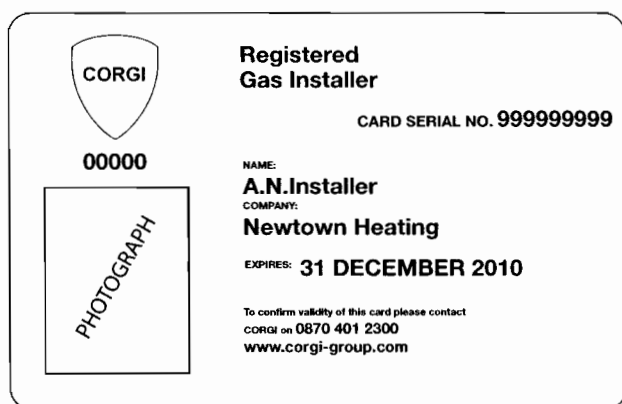 CORGI
00000
PHOTOGRAPH
Registered
Gas Installer
CARD SERIAL NO. 999999999
NAME:
A.N.Installer
COMPANY:
Newtown Heating
EXPIRES: 31 DECEMBER 2010
To confirm validity of this card please contact
CORGI on 0870 401 2300
www.corgi-group.com